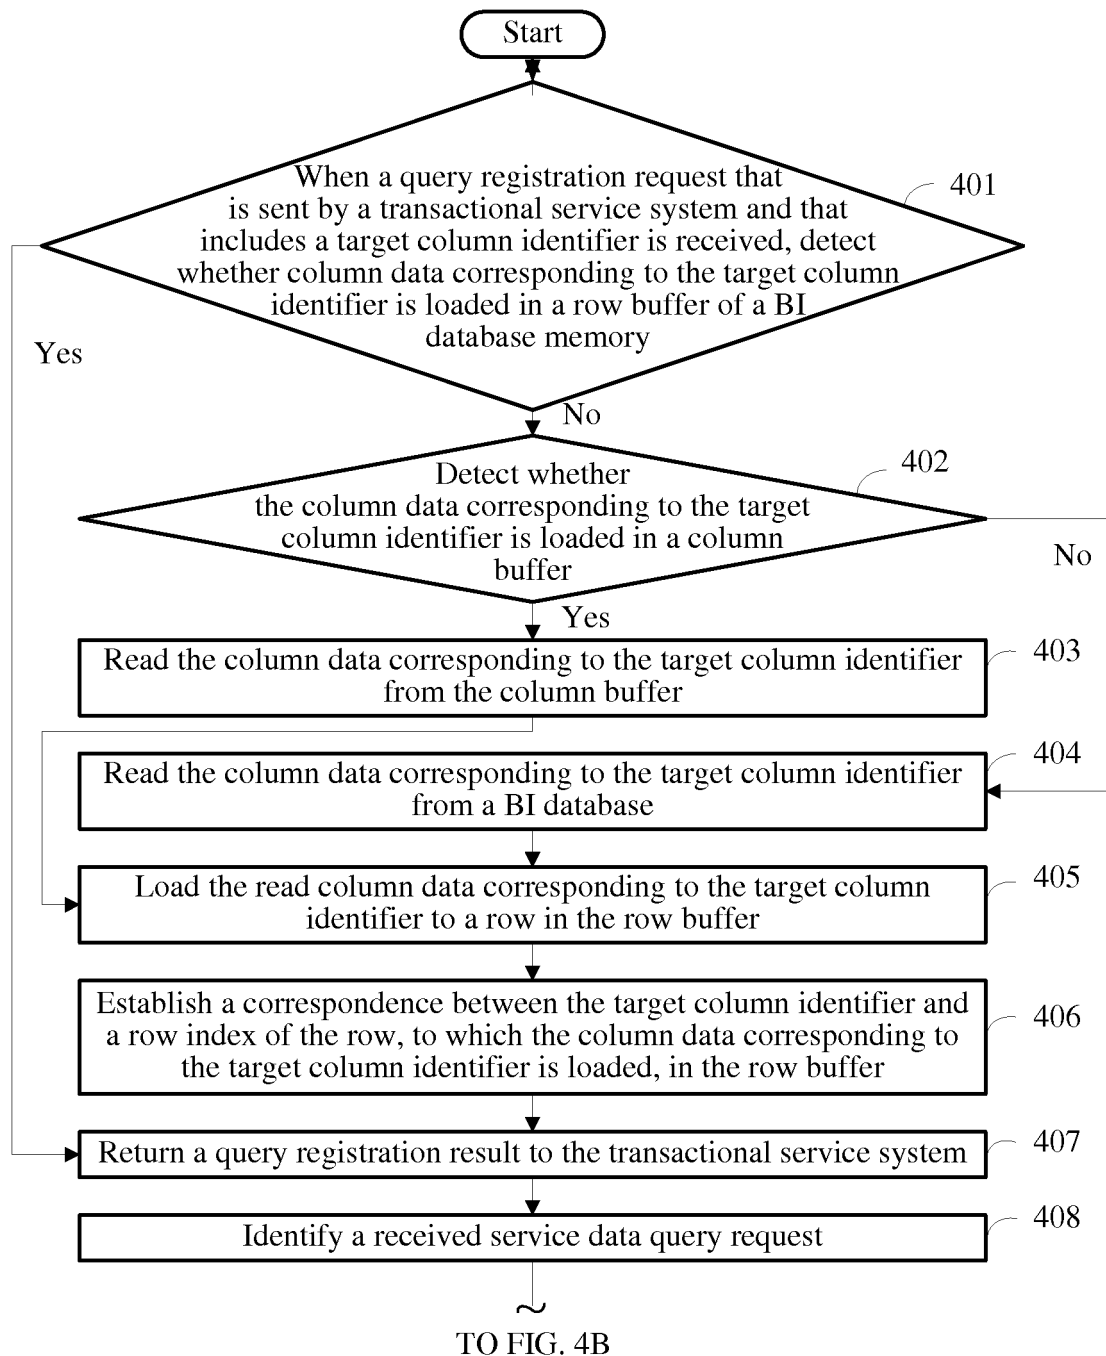 Start
When a query registration request that
is sent by a transactional service system and that
includes a target column identifier is received, detect
whether column data corresponding to the target column
identifier is loaded in a row buffer of a BI
database memory
401
Yes
No
Detect whether
the column data corresponding to the target
column identifier is loaded in a column
buffer
402
No
Yes
Read the column data corresponding to the target column identifier
from the column buffer
403
Read the column data corresponding to the target column identifier
from a BI database
404
Load the read column data corresponding to the target column
identifier to a row in the row buffer
405
Establish a correspondence between the target column identifier and
a row index of the row, to which the column data corresponding to
the target column identifier is loaded, in the row buffer
406
Return a query registration result to the transactional service system
407
Identify a received service data query request
408
TO FIG. 4B